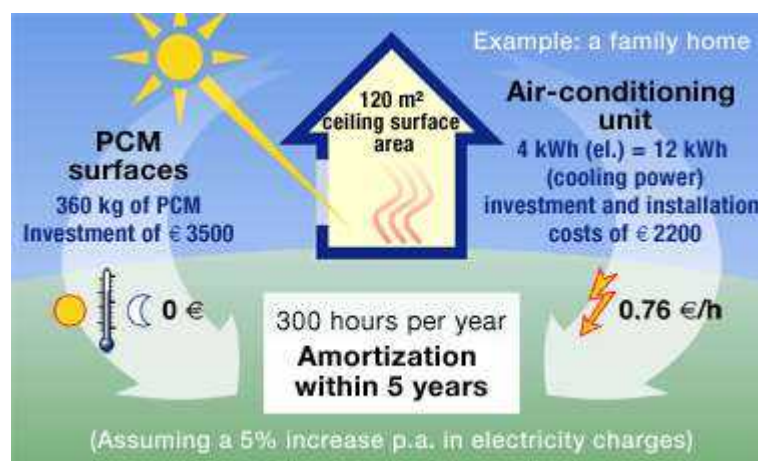 Example: a family home
120 m²
ceiling surface
area
PCM
surfaces
360 kg of PCM
Investment of € 3500
0 €
Air-conditioning
unit
4 kWh (el.) = 12 kWh
(cooling power)
investment and installation
costs of € 2200
0.76 €/h
300 hours per year
Amortization
within 5 years
(Assuming a 5% increase p.a. in electricity charges)